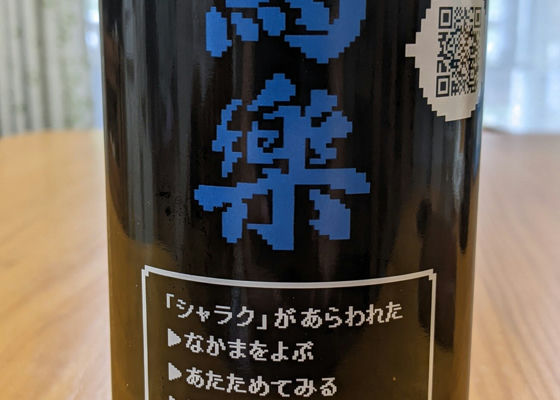 樂
「シャラク」があらわれた
▶なかまをよぶ
▶あたためてみる